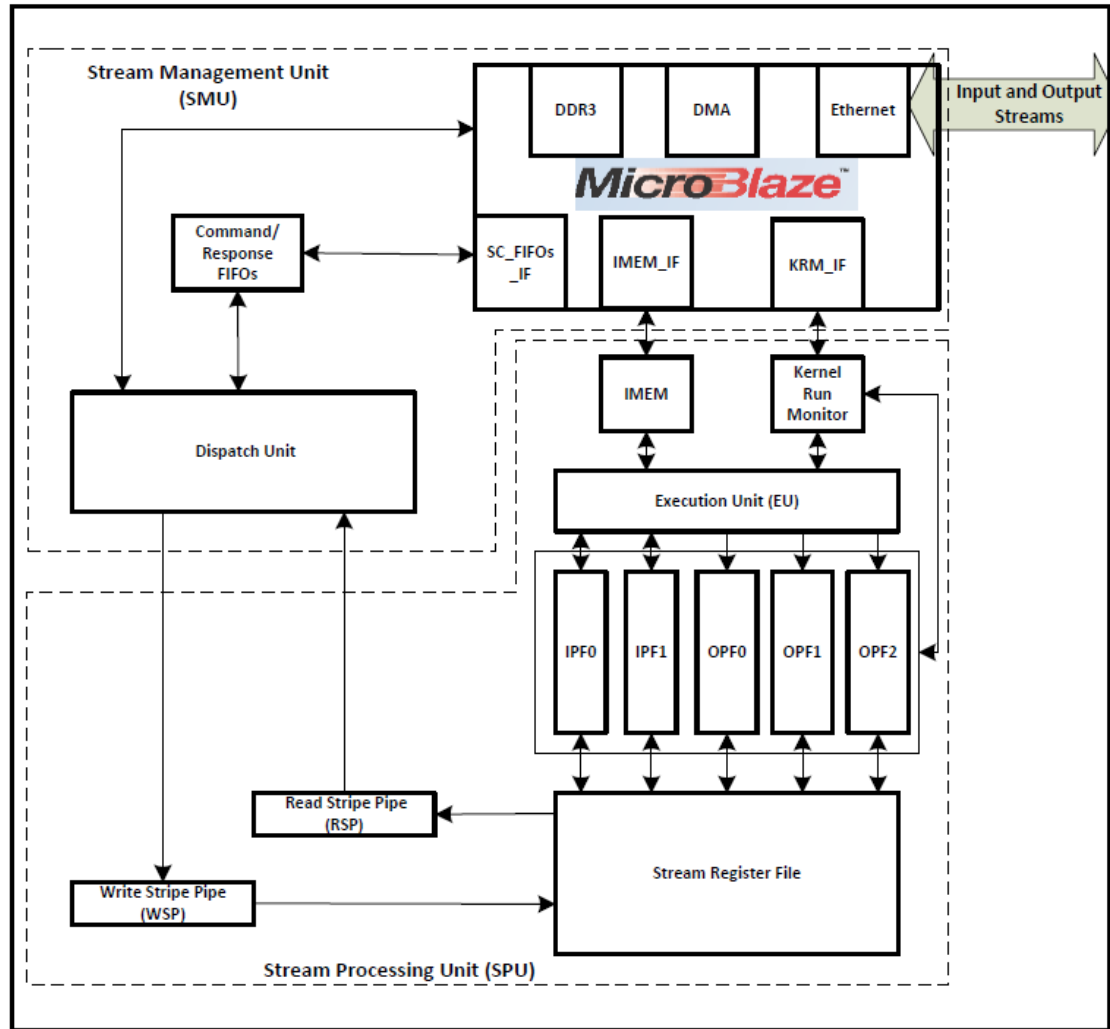 Stream Management Unit
(SMU)
DDR3
DMA
Ethernet
Input and Output
Streams
MicroBlaze™
Command/
Response
FIFOs
SC_FIFOs
_IF
IMEM_IF
KRM_IF
IMEM
Kernel
Run
Monitor
Dispatch Unit
Execution Unit (EU)
IPF0
IPF1
OPF0
OPF1
OPF2
Read Stripe Pipe
(RSP)
Stream Register File
Write Stripe Pipe
(WSP)
Stream Processing Unit (SPU)